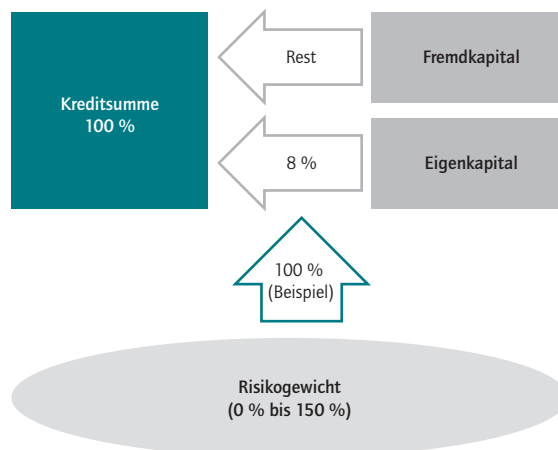 Kreditsumme
100 %
Rest
Fremdkapital
8 %
Eigenkapital
100 %
(Beispiel)
Risikogewicht
(0 % bis 150 %)